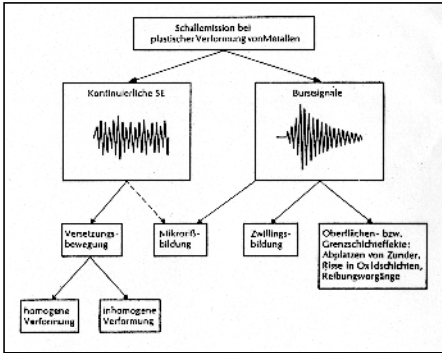 Schallemission bei
plastischer Verformung von Metallen
Kontinuierliche SE
Burstsignale
Versetzungs-
bewegung
Mikroriß-
bildung
Zwillings-
bildung
Oberflächen- bzw.
Grenzschichteffekte:
Abplatzen von Zunder,
Risse in Oxidschichten,
Reibungsvorgänge
homogene
Verformung
inhomogene
Verformung